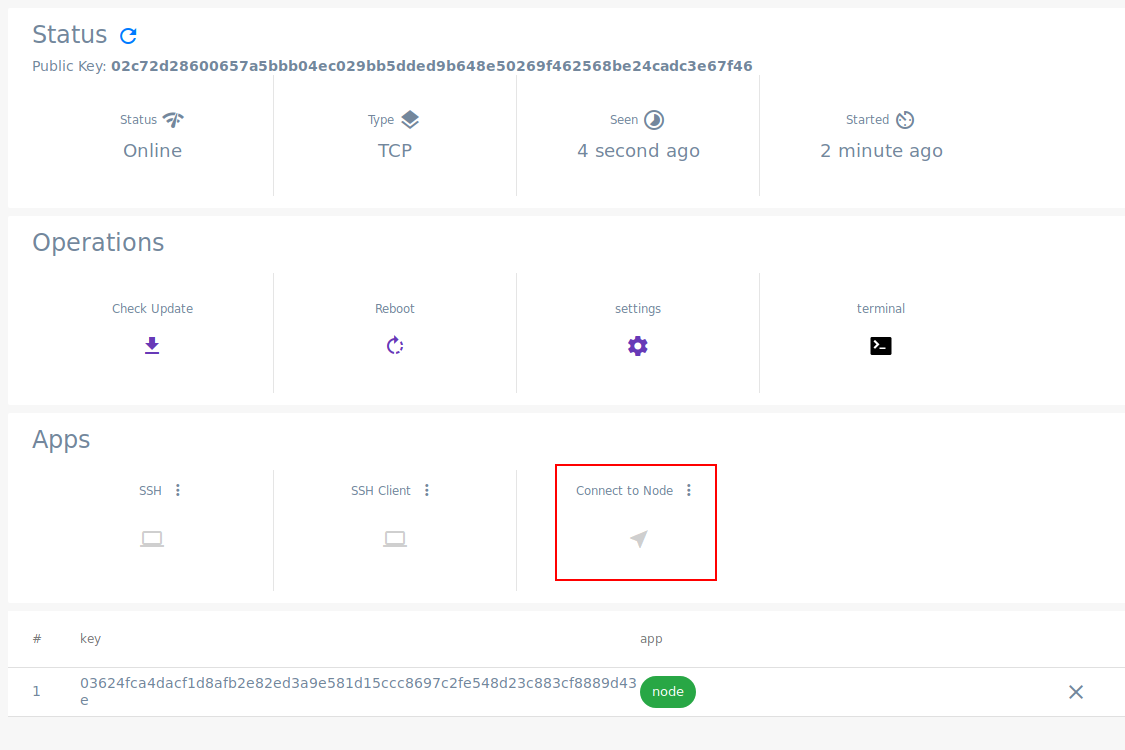 Status
Public Key: 02c72d28600657a5bbb04ec029bb5dded9b648e50269f462568be24cadc3e67f46
Status Type Seen Started
Online TCP 4 second ago 2 minute ago
Operations
Check Update Reboot settings terminal
Apps
SSH SSH Client Connect to Node
# key app
1 03624fca4dacf1d8afb2e82ed3a9e581d15ccc8697c2fe548d23c883cf8889d43 node
e